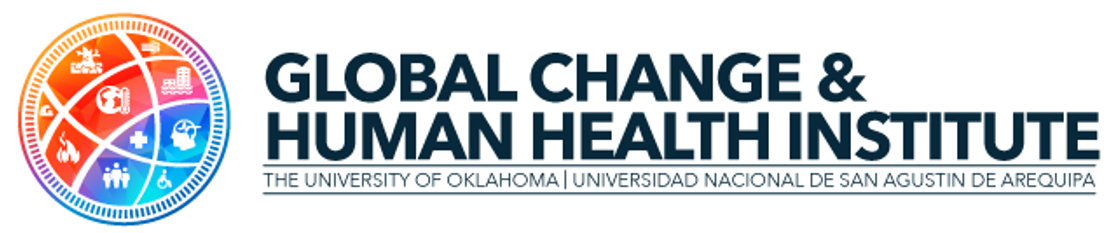 GLOBAL CHANGE &
HUMAN HEALTH INSTITUTE
THE UNIVERSITY OF OKLAHOMA | UNIVERSIDAD NACIONAL DE SAN AGUSTIN DE AREQUIPA